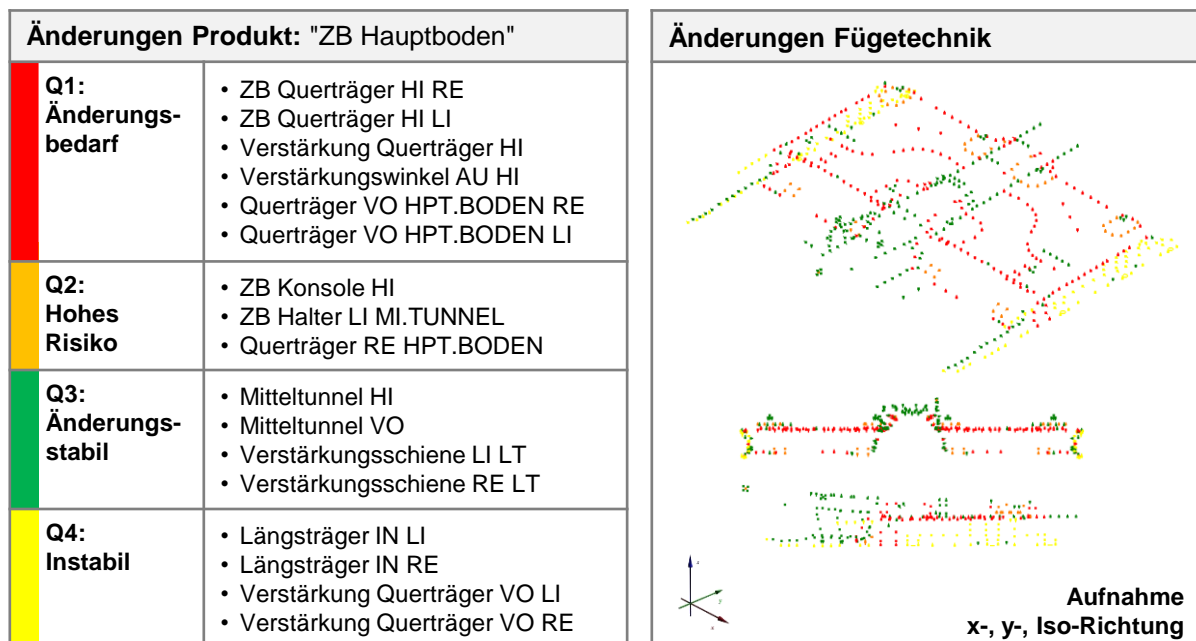 Änderungen Produkt: "ZB Hauptboden"
Q1:
Änderungs-
bedarf
• ZB Querträger HI RE
• ZB Querträger HI LI
• Verstärkung Querträger HI
• Verstärkungswinkel AU HI
• Querträger VO HPT.BODEN RE
• Querträger VO HPT.BODEN LI
Q2:
Hohes
Risiko
• ZB Konsole HI
• ZB Halter LI MI.TUNNEL
• Querträger RE HPT.BODEN
Q3:
Änderungs-
stabil
• Mitteltunnel HI
• Mitteltunnel VO
• Verstärkungsschiene LI LT
• Verstärkungsschiene RE LT
Q4:
Instabil
• Längsträger IN LI
• Längsträger IN RE
• Verstärkung Querträger VO LI
• Verstärkung Querträger VO RE
Änderungen Fügetechnik
z
y
x
Aufnahme
x-, y-, Iso-Richtung